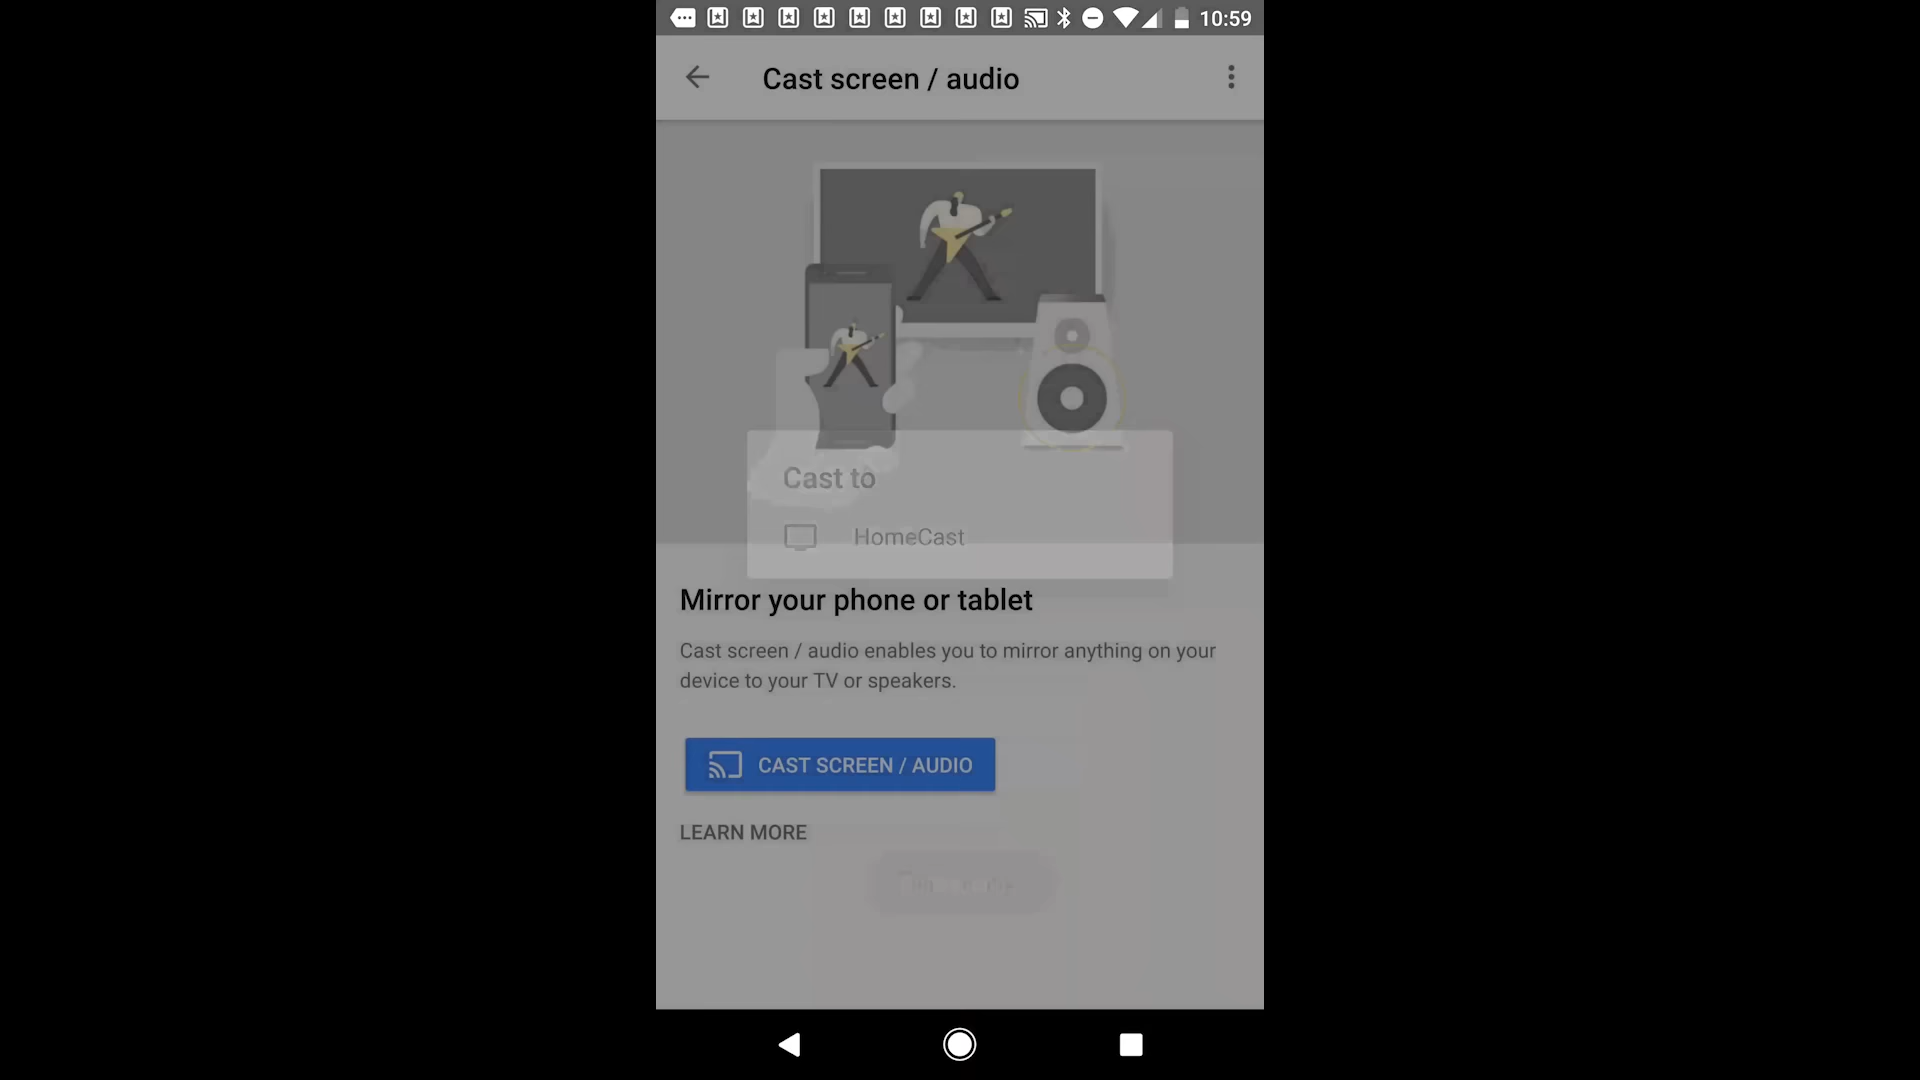 10:59
Cast screen / audio
Cast to
HomeCast
Mirror your phone or tablet
Cast screen / audio enables you to mirror anything on your
device to your TV or speakers.
CAST SCREEN / AUDIO
LEARN MORE